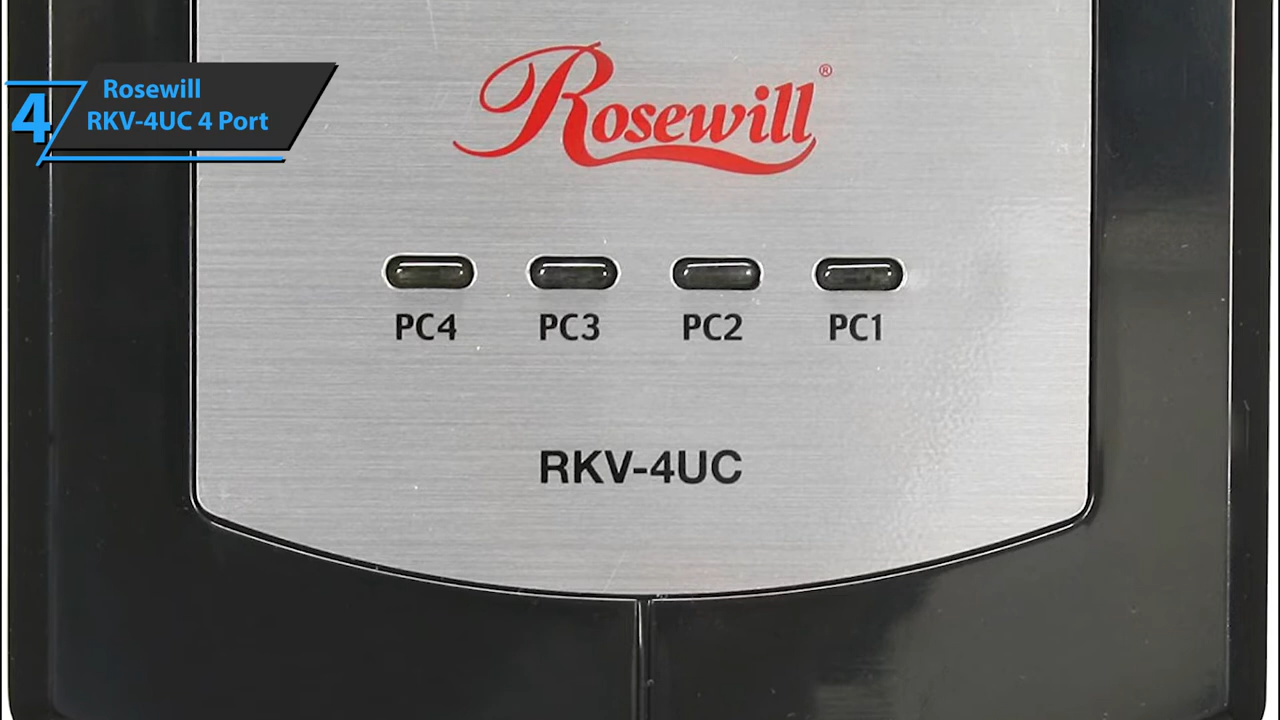 4
Rosewill
RKV-4UC 4 Port
Rosewill®
PC4 PC3 PC2 PC1
RKV-4UC